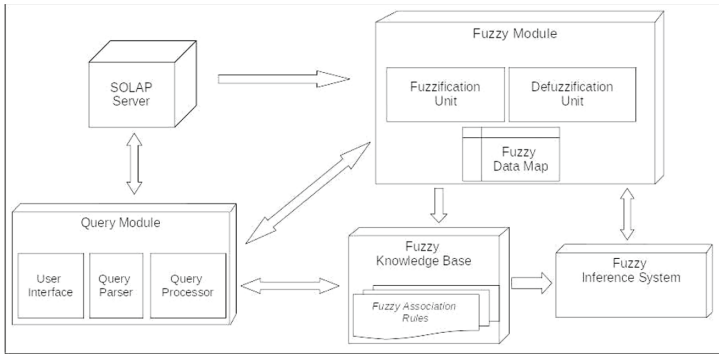 Fuzzy Module
SOLAP
Server
Fuzzification
Unit
Defuzzification
Unit
Fuzzy
Data Map
Query Module
User
Interface
Query
Parser
Query
Processor
Fuzzy
Knowledge Base
Fuzzy Association
Rules
Fuzzy
Inference System